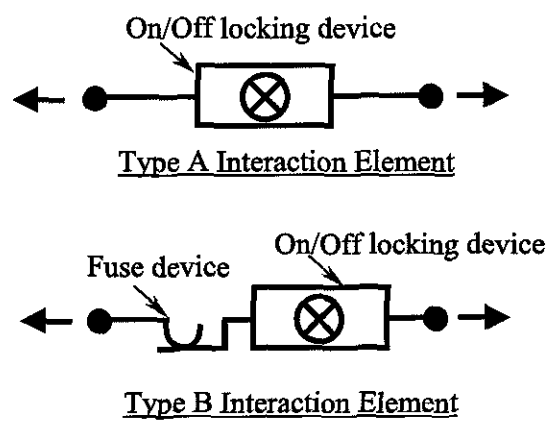 On/Off locking device
Type A Interaction Element
On/Off locking device
Fuse device
Type B Interaction Element